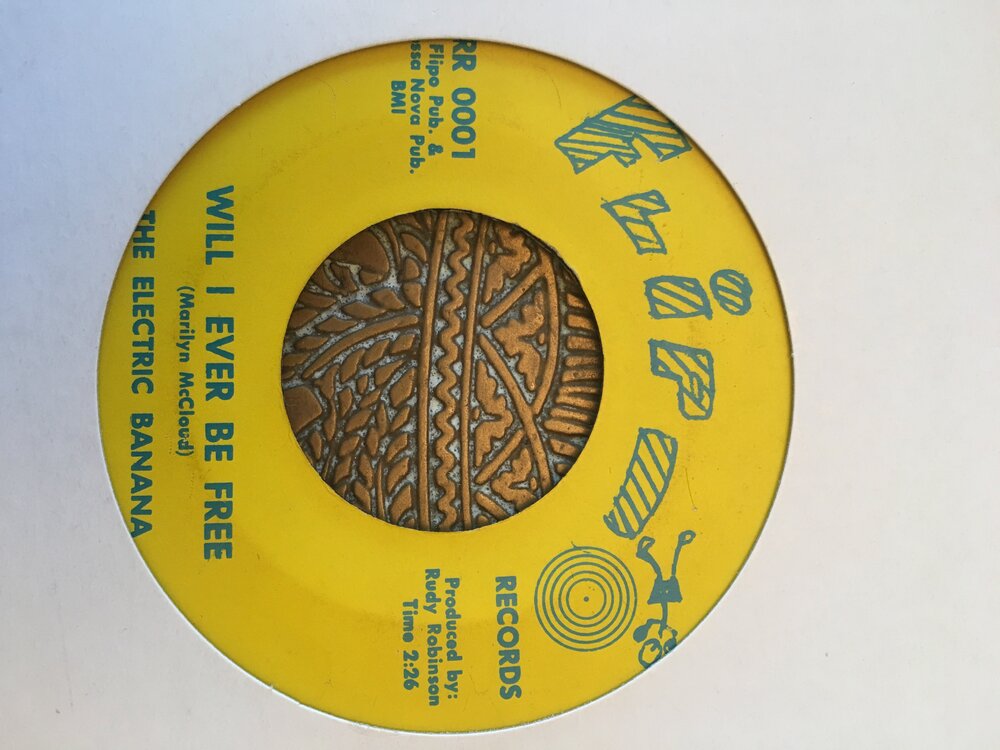 FLiP
RECORDS
RR 0001
Flipo Pub. &
ssa Nova Pub.
BMI
Produced by:
Rudy Robinson
Time 2:26
WILL I EVER BE FREE
(Marilyn McCloud)
THE ELECTRIC BANANA